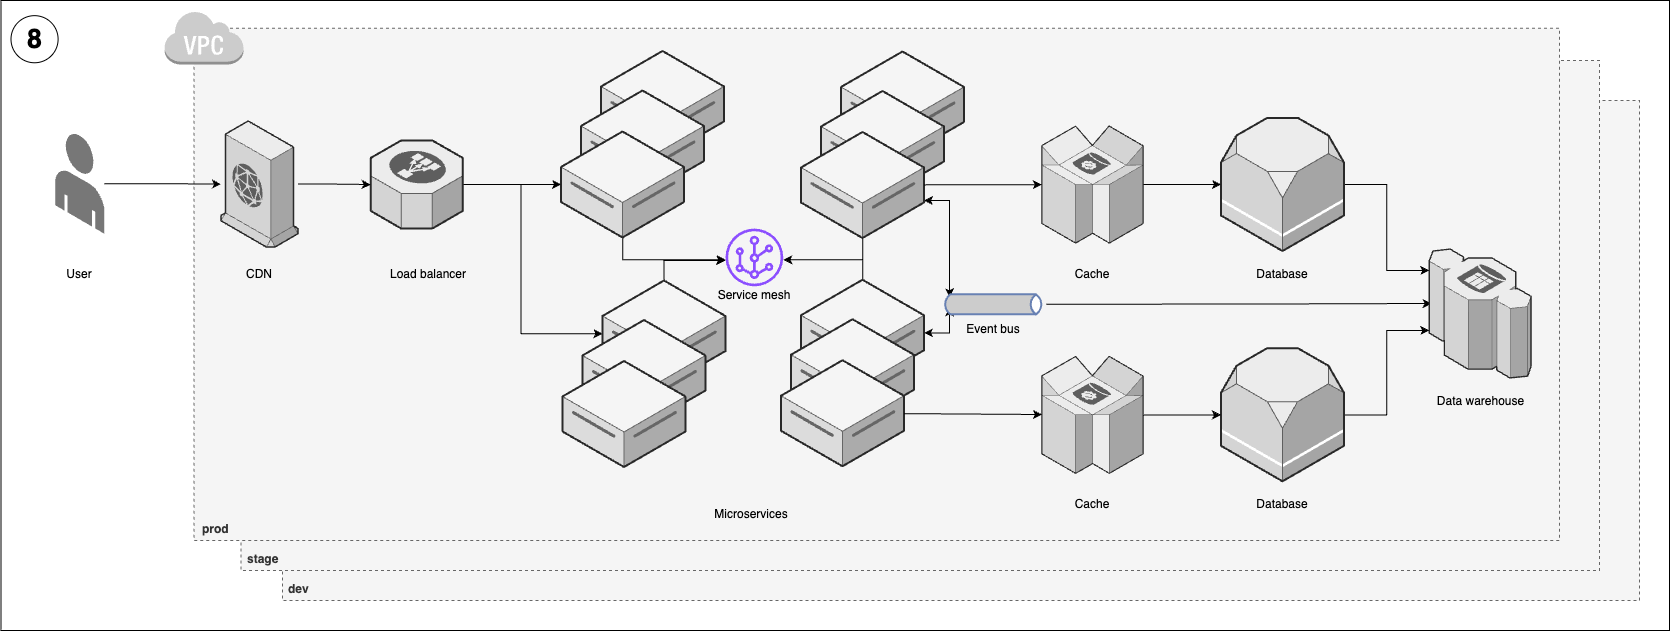 8
VPC
User
CDN
Load balancer
Service mesh
Cache
Database
Event bus
Data warehouse
Cache
Database
Microservices
prod
stage
dev